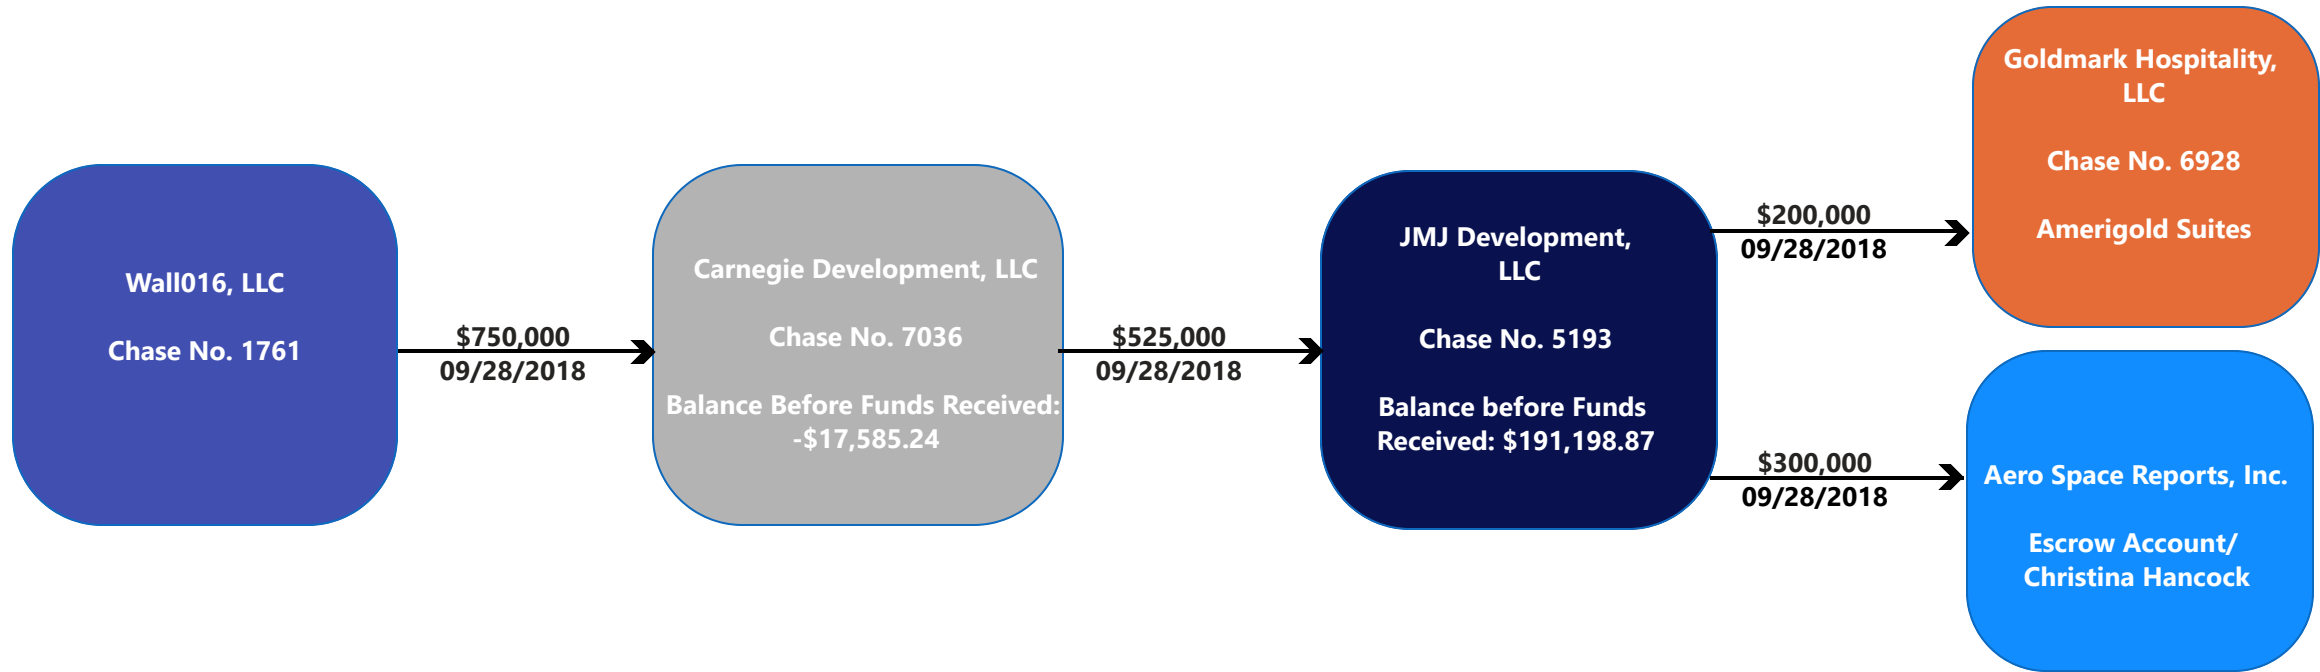 Wall016, LLC
Chase No. 1761
$750,000
09/28/2018
Carnegie Development, LLC
Chase No. 7036
Balance Before Funds Received:
-$17,585.24
$525,000
09/28/2018
JMJ Development,
LLC
Chase No. 5193
Balance before Funds
Received: $191,198.87
$200,000
09/28/2018
Goldmark Hospitality,
LLC
Chase No. 6928
Amerigold Suites
$300,000
09/28/2018
Aero Space Reports, Inc.
Escrow Account/
Christina Hancock